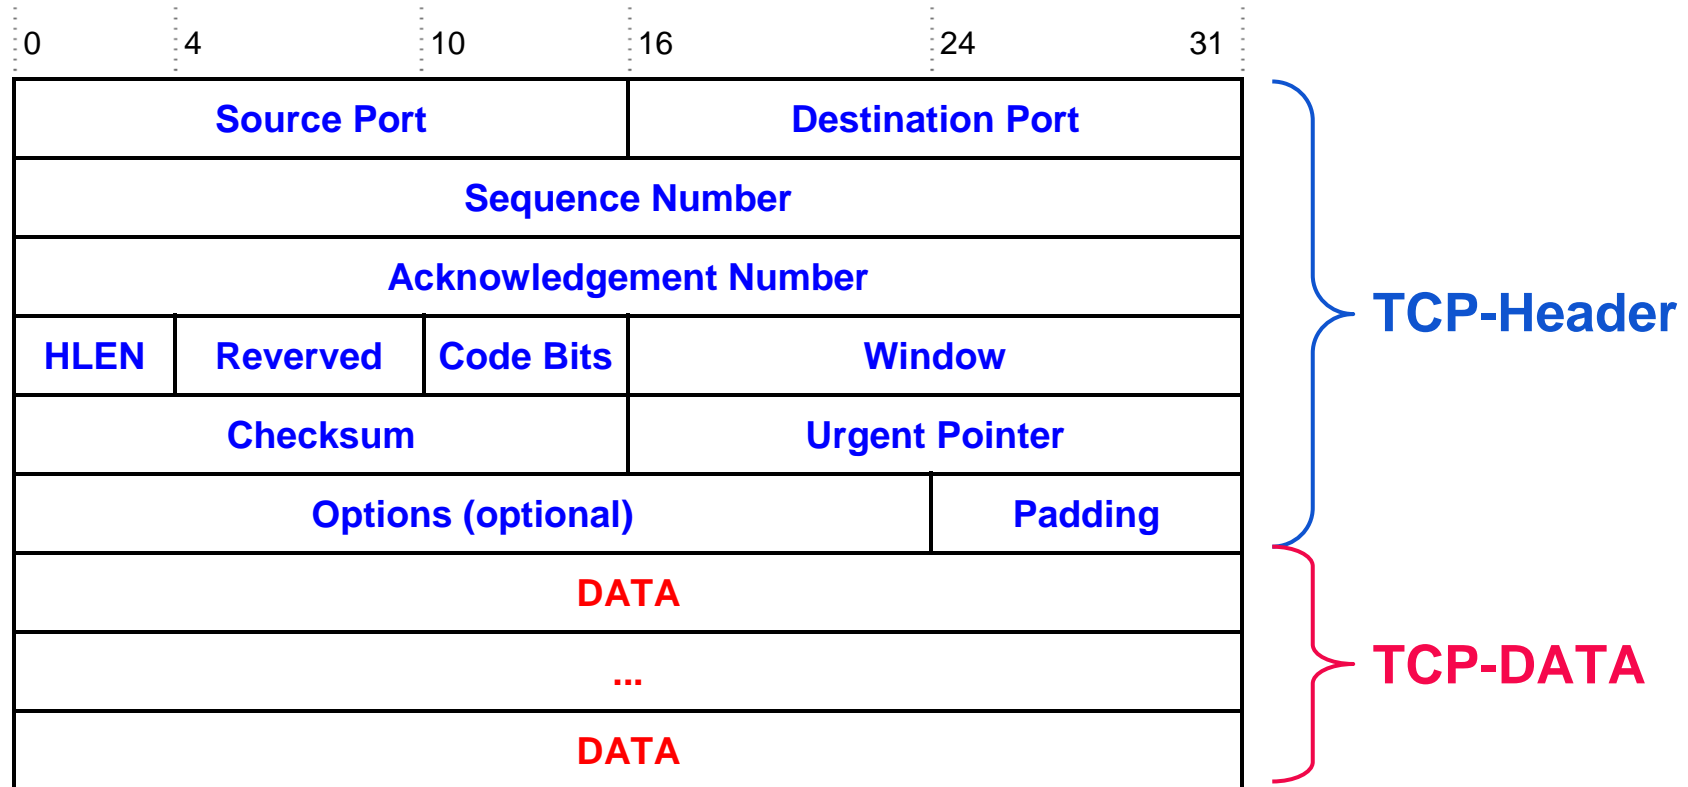 0 4 10 16 24 31
Source Port Destination Port
Sequence Number
Acknowledgement Number
HLEN Reverved Code Bits Window
Checksum Urgent Pointer
Options (optional) Padding
DATA
...
DATA
TCP-Header
TCP-DATA